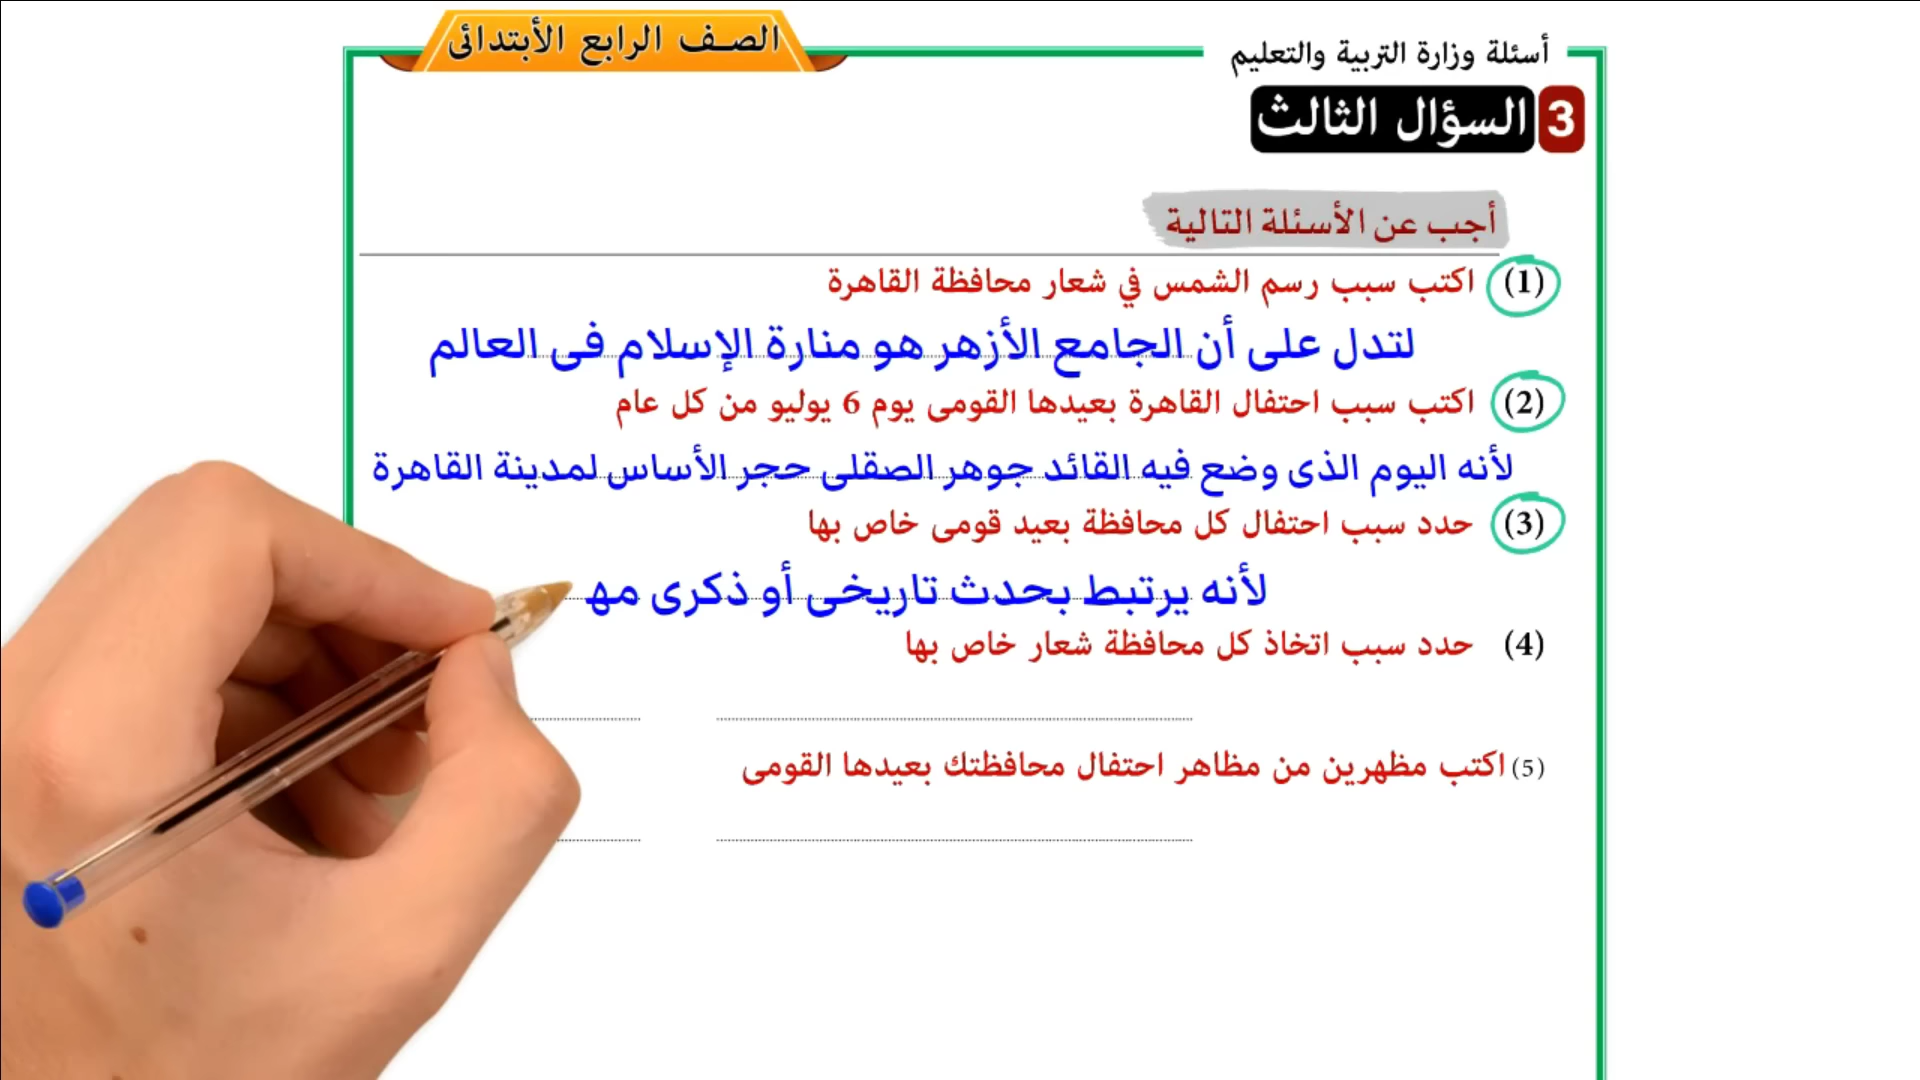 الصف الرابع الأبتدائى
أسئلة وزارة التربية والتعليم
3 السؤال الثالث
أجب عن الأسئلة التالية
(1) اكتب سبب رسم الشمس في شعار محافظة القاهرة
لتدل على أن الجامع الأزهر هو منارة الإسلام فى العالم
(2) اكتب سبب احتفال القاهرة بعيدها القومى يوم 6 يوليو من كل عام
لأنه اليوم الذى وضع فيه القائد جوهر الصقلى حجر الأساس لمدينة القاهرة
(3) حدد سبب احتفال كل محافظة بعيد قومى خاص بها
لأنه يرتبط بحدث تاريخى أو ذكرى مه
(4) حدد سبب اتخاذ كل محافظة شعار خاص بها
(5) اكتب مظهرين من مظاهر احتفال محافظتك بعيدها القومى